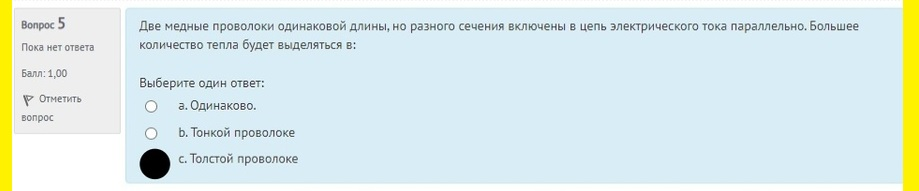 Вопрос 5
Пока нет ответа
Балл: 1,00
Отметить
вопрос
Две медные проволоки одинаковой длины, но разного сечения включены в цепь электрического тока параллельно. Большее
количество тепла будет выделяться в:
Выберите один ответ:
a. Одинаково.
b. Тонкой проволоке
c. Толстой проволоке